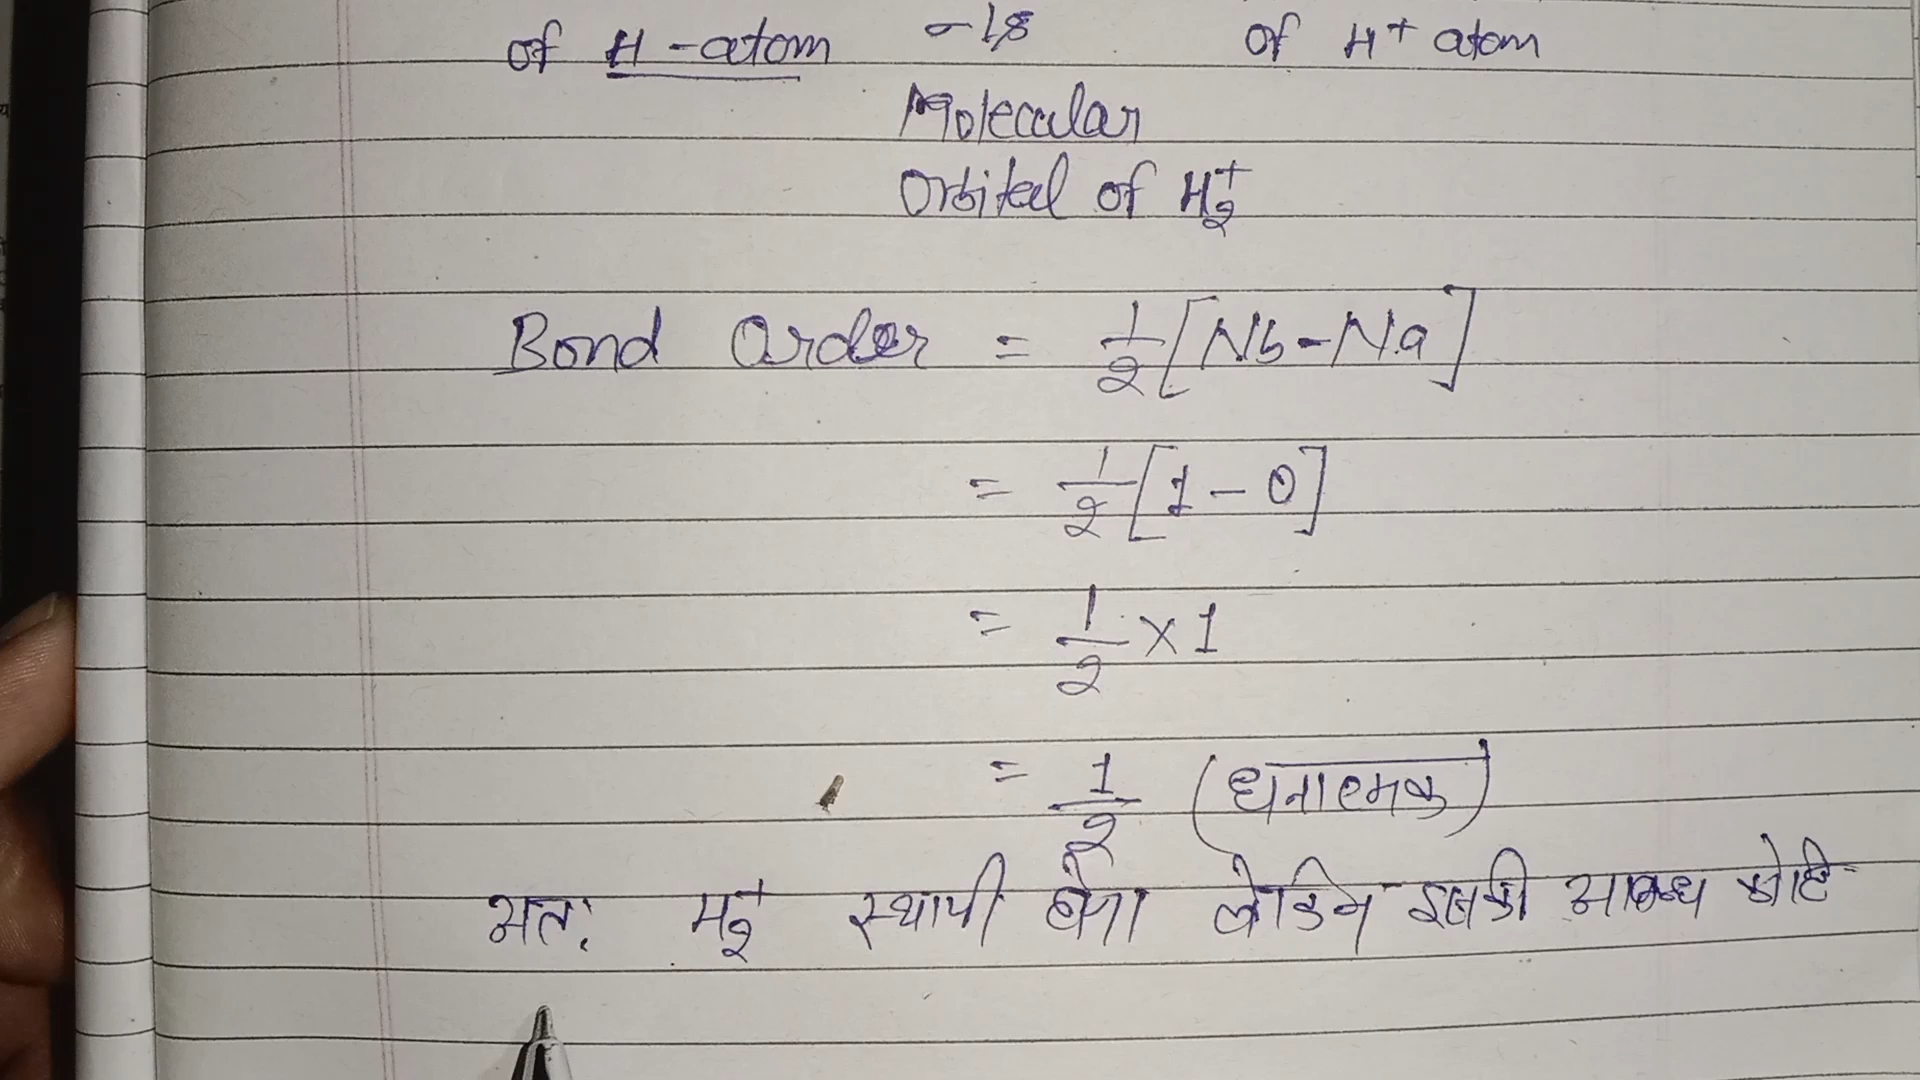 of H-atom σ1s of H⁺ atom
Molecular
Orbital of H₂⁺
Bond Order = 1/2 [Nb-Na]
= 1/2 [1-0]
= 1/2 × 1
= 1/2 (धनात्मक)
अतः H₂⁺ स्थायी होगा लेकिन इसकी आबन्ध कोटि